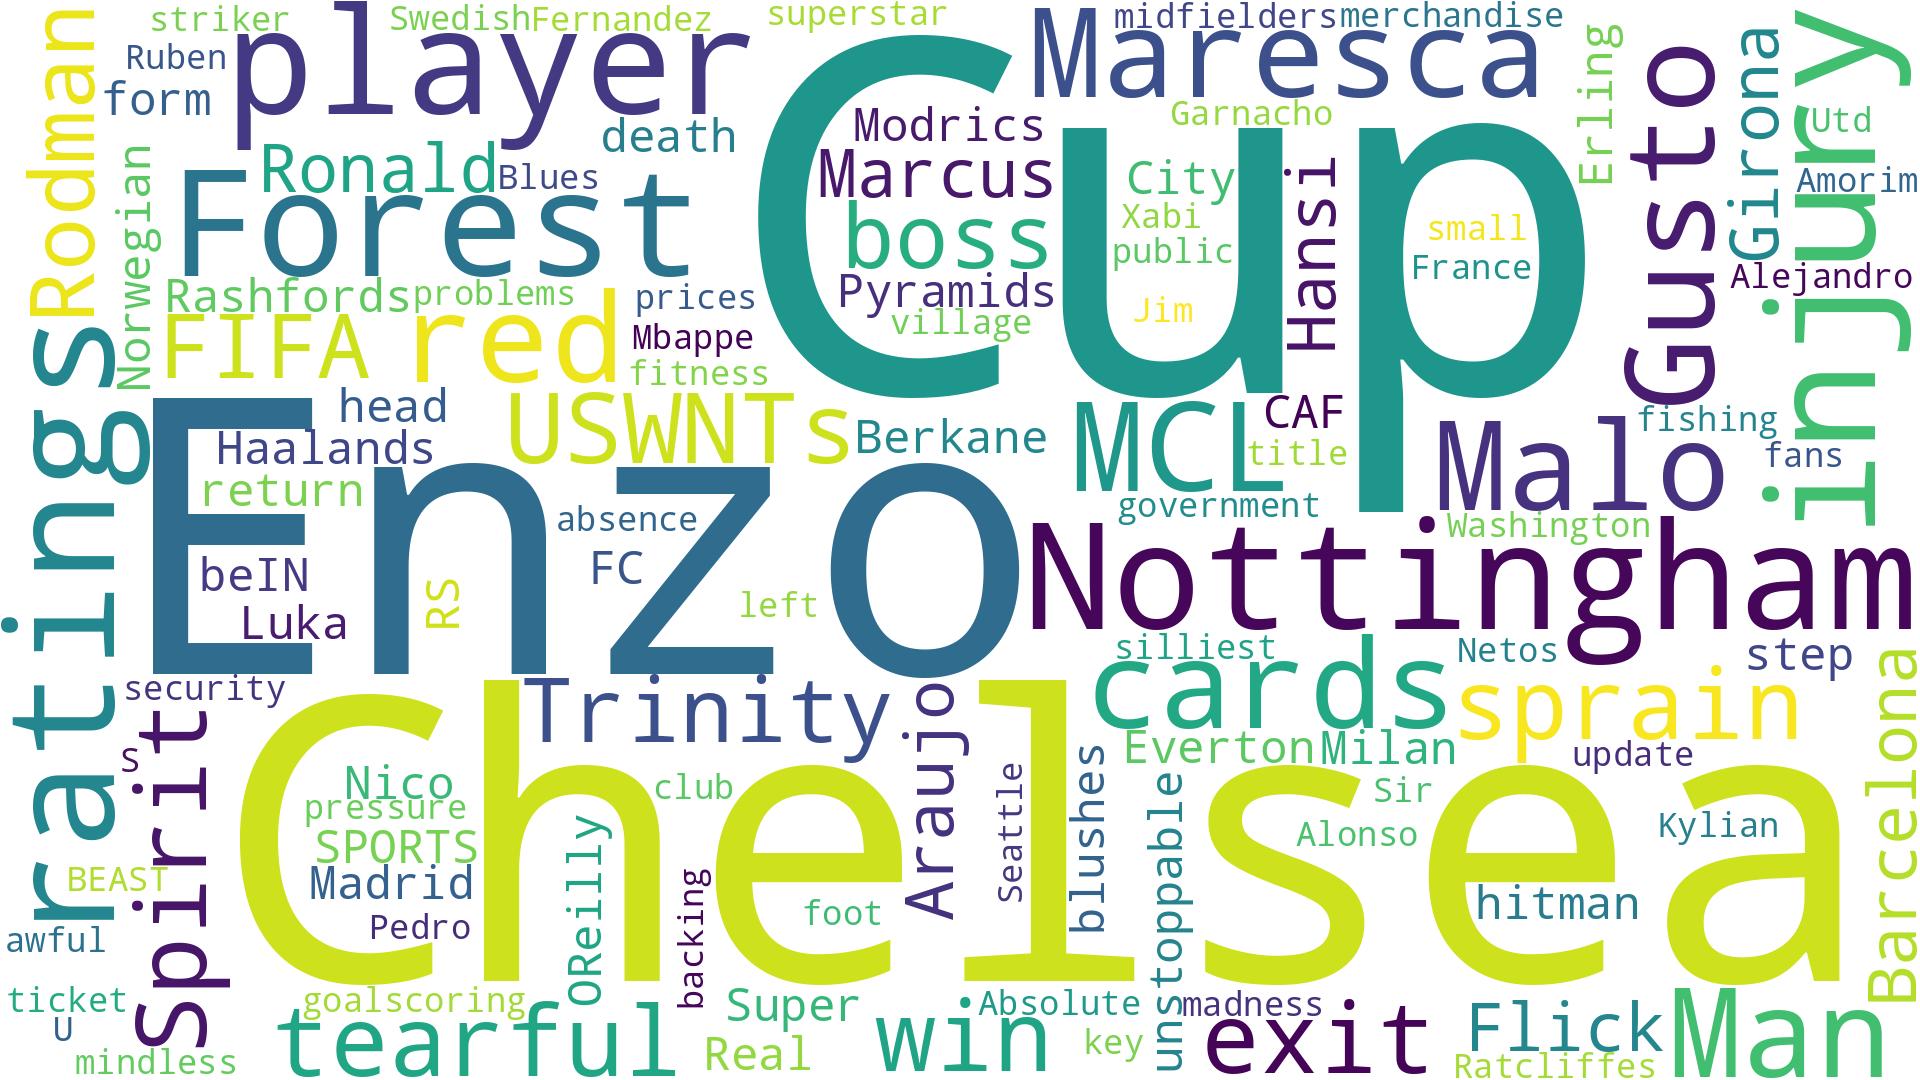 striker
Swedish
Fernandez
superstar
midfielders
merchandise
Rodman
Ruben
player
Cup
Maresca
Erling
Gusto
Girona
injury
form
death
Modrics
Garnacho
Utd
Norwegian
Ronald
Blues
Marcus
City
Hansi
Amorim
Forest
boss
Xabi
small
public
France
Alejandro
Rashfords
problems
prices
Pyramids
Jim
village
FIFA
red
Mbappe
fitness
ratings
head
USWNTs
Berkane
MCL
CAF
Malo
fishing
Haalands
title
fans
return
Enzo
absence
government
Washington
Nottingham
beIN
FC
RS
left
Luka
silliest
Netos
step
security
Trinity
Araujo
cards
sprain
Barcelona
Spirit
S
Everton
Milan
update
Nico
club
Seattle
blushes
unstoppable
Sir
pressure
Chelsea
SPORTS
OReilly
Alonso
Kylian
BEAST
Madrid
backing
hitman
Pedro
foot
awful
ticket
goalscoring
Super
Absolute
madness
U
tearful
win
key
exit
Flick
Man
mindless
Real
Ratcliffes